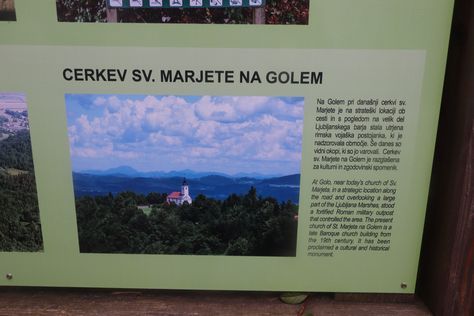 CERKEV SV. MARJETE NA GOLEM
Na Golem pri današnji cerkvi sv.
Marjete je na strateški lokaciji ob
cesti in s pogledom na velik del
Ljubljanskega barja stala utrjena
rimska vojaška postojanka, ki je
nadzorovala območje. Še danes so
vidni okopi, ki so jo varovali. Cerkev
sv. Marjete na Golem je razglašena
za kulturni in zgodovinski spomenik.
At Golo, near today's church of Sv.
Marjeta, in a strategic location along
the road and overlooking a large
part of the Ljubljana Marshes, stood
a fortified Roman military outpost
that controlled the area. The present
church of St. Marjeta na Golem is a
late Baroque church building from
the 19th century, it has been
proclaimed a cultural and historical
monument.